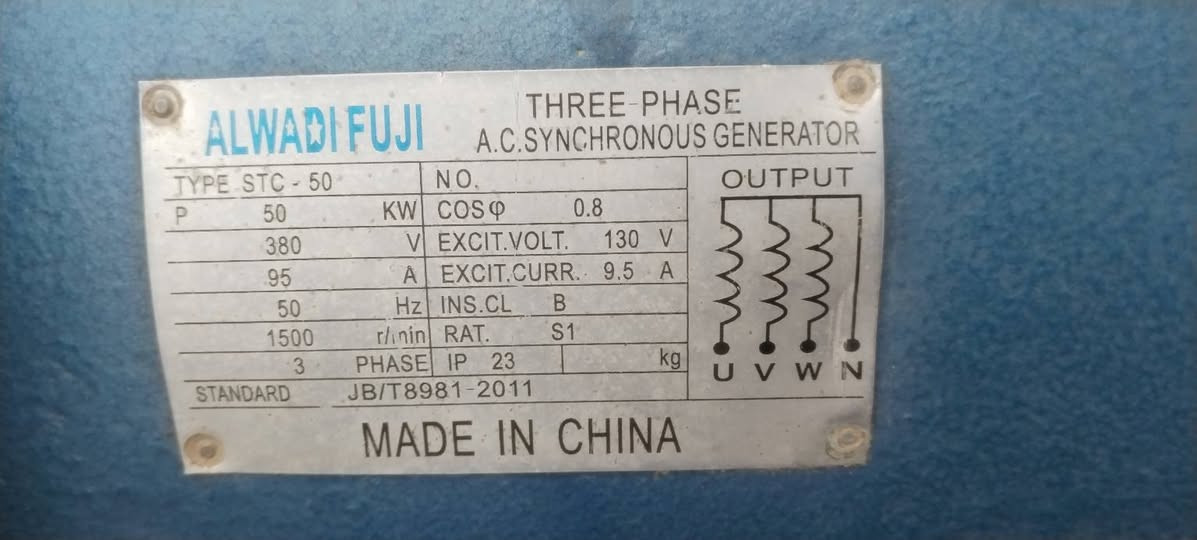 ALWADI FUJI
THREE-PHASE
A.C.SYNCHRONOUS GENERATOR
TYPE STC - 50 NO.
P 50 KW COSφ 0.8
380 V EXCIT.VOLT. 130 V
95 A EXCIT.CURR. 9.5 A
50 Hz INS.CL B
1500 r/min RAT. S1
3 PHASE IP 23 kg
STANDARD JB/T8981-2011
OUTPUT
U V W N
MADE IN CHINA